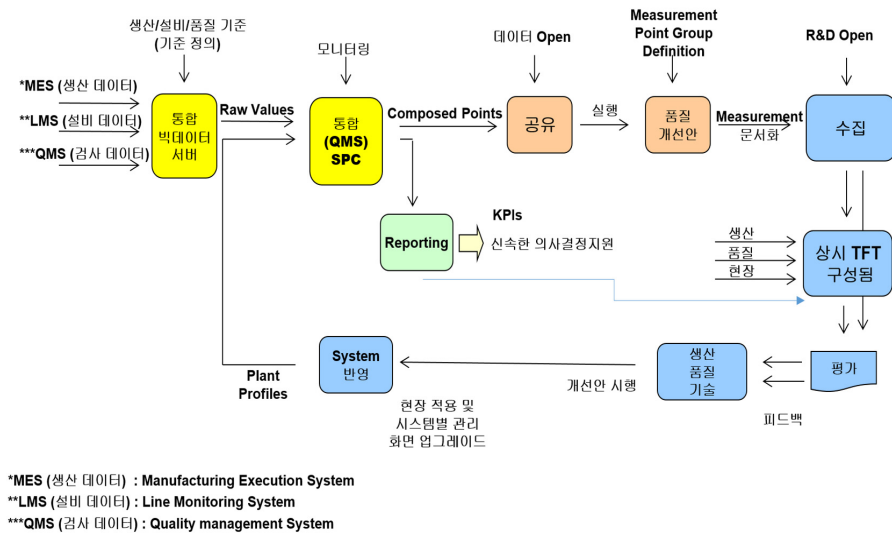 생산/설비/품질 기준
(기준 정의)
모니터링
데이터 Open
Measurement
Point Group
Definition
R&D Open
*MES (생산 데이터)
**LMS (설비 데이터)
***QMS (검사 데이터)
통합
빅데이터
서버
Raw Values
통합
(QMS)
SPC
Composed Points
공유
실행
품질
개선안
Measurement
문서화
수집
Reporting
KPIs
신속한 의사결정지원
생산
품질
현장
상시 TFT
구성됨
평가
피드백
생산
품질
기술
개선안 시행
System
반영
현장 적용 및
시스템별 관리
화면 업그레이드
Plant
Profiles
*MES (생산 데이터) : Manufacturing Execution System
**LMS (설비 데이터) : Line Monitoring System
***QMS (검사 데이터) : Quality management System